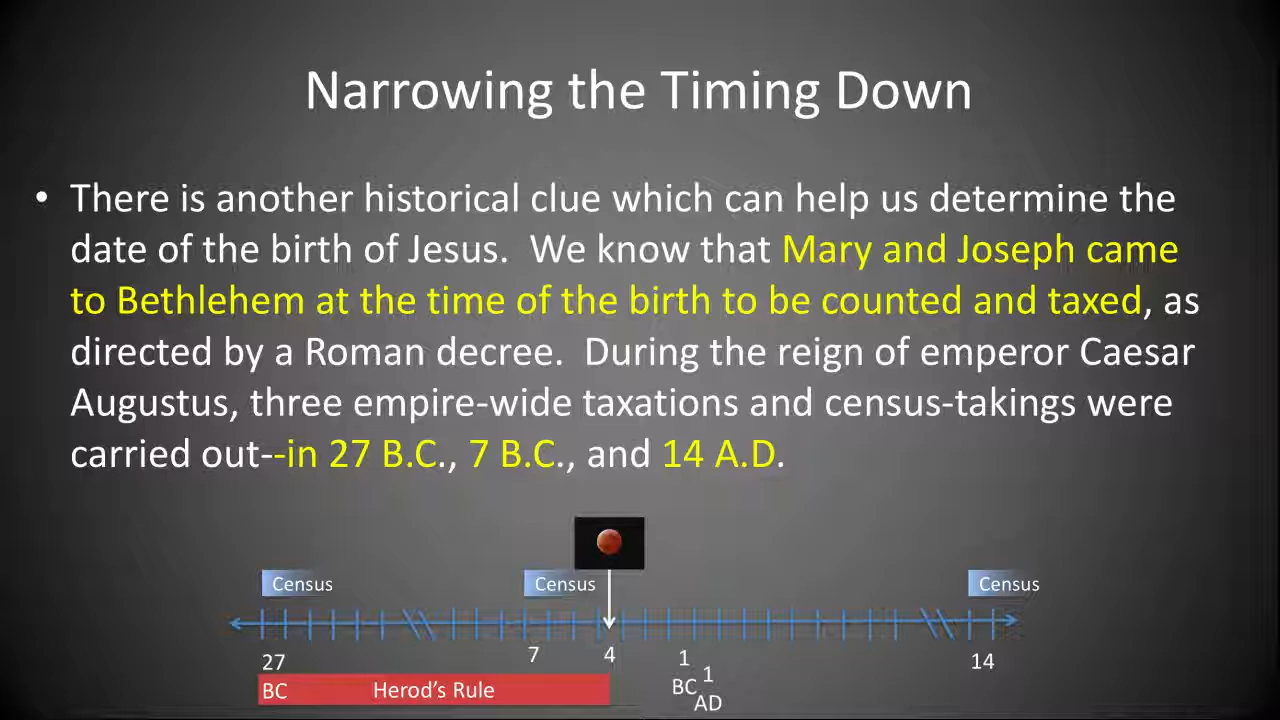 Narrowing the Timing Down
• There is another historical clue which can help us determine the
date of the birth of Jesus.  We know that Mary and Joseph came
to Bethlehem at the time of the birth to be counted and taxed, as
directed by a Roman decree.  During the reign of emperor Caesar
Augustus, three empire-wide taxations and census-takings were
carried out--in 27 B.C., 7 B.C., and 14 A.D.
Census
Census
Census
27
BC
7
4
1
BC
1
AD
14
Herod's Rule